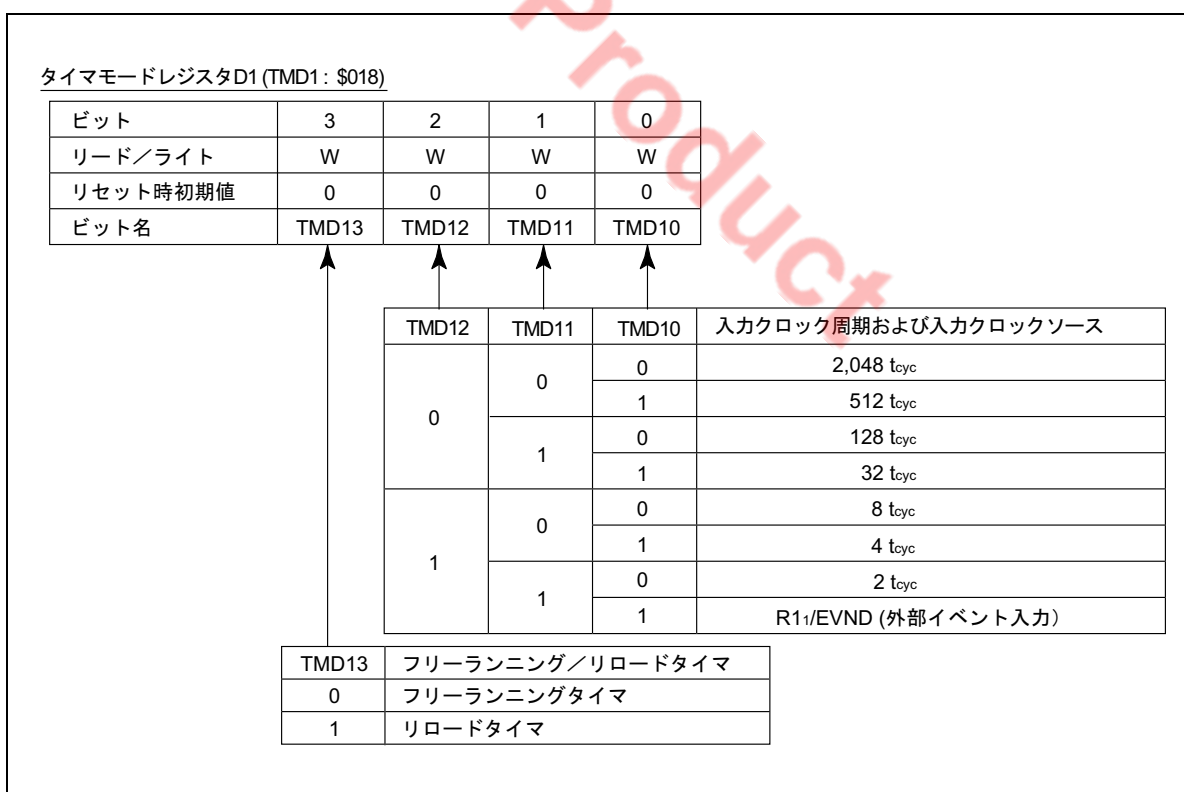 Product
タイマモードレジスタD1 (TMD1 : $018)
ビット 3 2 1 0
リード／ライト W W W W
リセット時初期値 0 0 0 0
ビット名 TMD13 TMD12 TMD11 TMD10
TMD12 TMD11 TMD10 入力クロック周期および入力クロックソース
0 0 0 2,048 tcyc
1 512 tcyc
1 0 128 tcyc
1 32 tcyc
1 0 0 8 tcyc
1 4 tcyc
1 0 2 tcyc
1 R11/EVND (外部イベント入力）
TMD13 フリーランニング／リロードタイマ
0 フリーランニングタイマ
1 リロードタイマ